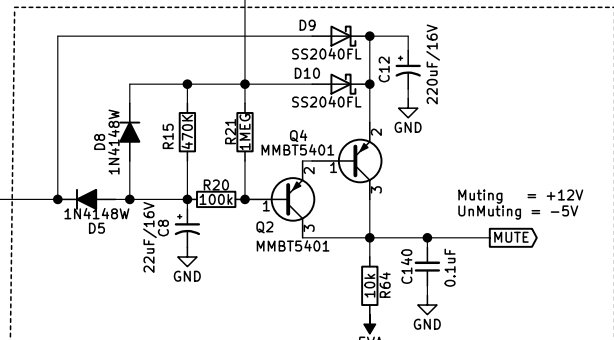 D9
SS2040FL
D10
SS2040FL
C12
220uF/16V
GND
D8
1N4148W
R15
470K
R21
1MEG
Q4
MMBT5401
2
1
3
R20
100k
1
2
3
Q2
MMBT5401
1N4148W
D5
22uF/16V
C8
GND
Muting = +12V
UnMuting = -5V
MUTE
10k
R64
C140
0.1uF
GND